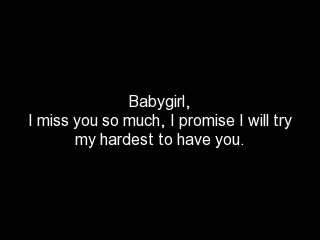 Babygirl,
I miss you so much, I promise I will try
my hardest to have you.